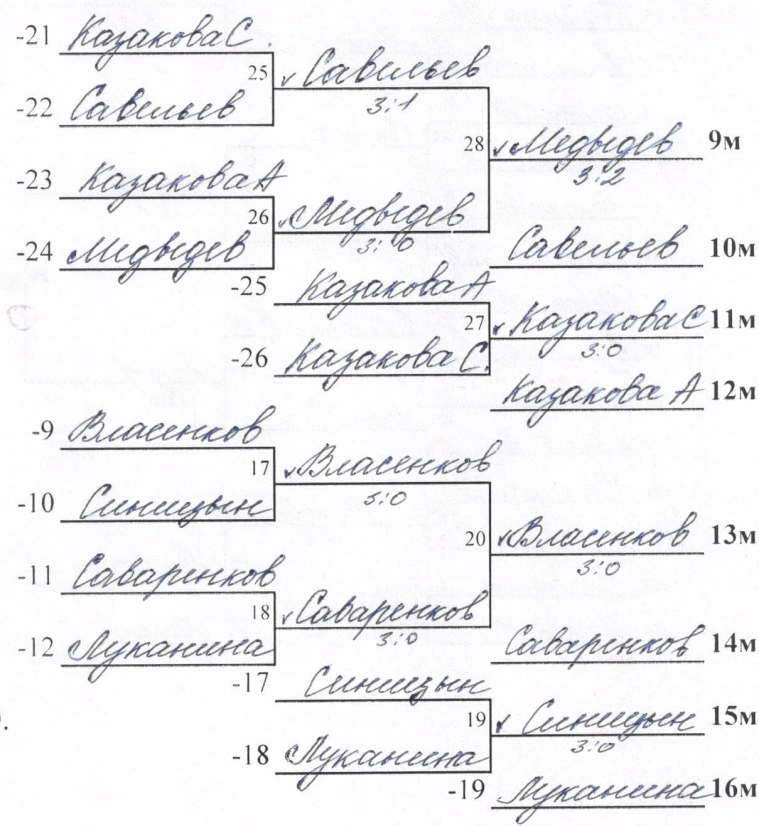 -21 Казакова С.
25 v Савельев
-22 Савельев 3:1
28 v Медведев 9м
3:2
-23 Казакова А
26 v Медведев
3:0
-24 Медведев
Савельев 10м
-25 Казакова А
27 v Казакова С 11м
3:0
-26 Казакова С.
Казакова А 12м
-9 Власенков
17 v Власенков
3:0
-10 Синицын
20 v Власенков 13м
3:0
-11 Саваренков
18 v Саваренков
3:0
-12 Луканина
Саваренков 14м
-17 Синицын
19 v Синицын 15м
3:0
-18 Луканина
-19 Луканина 16м